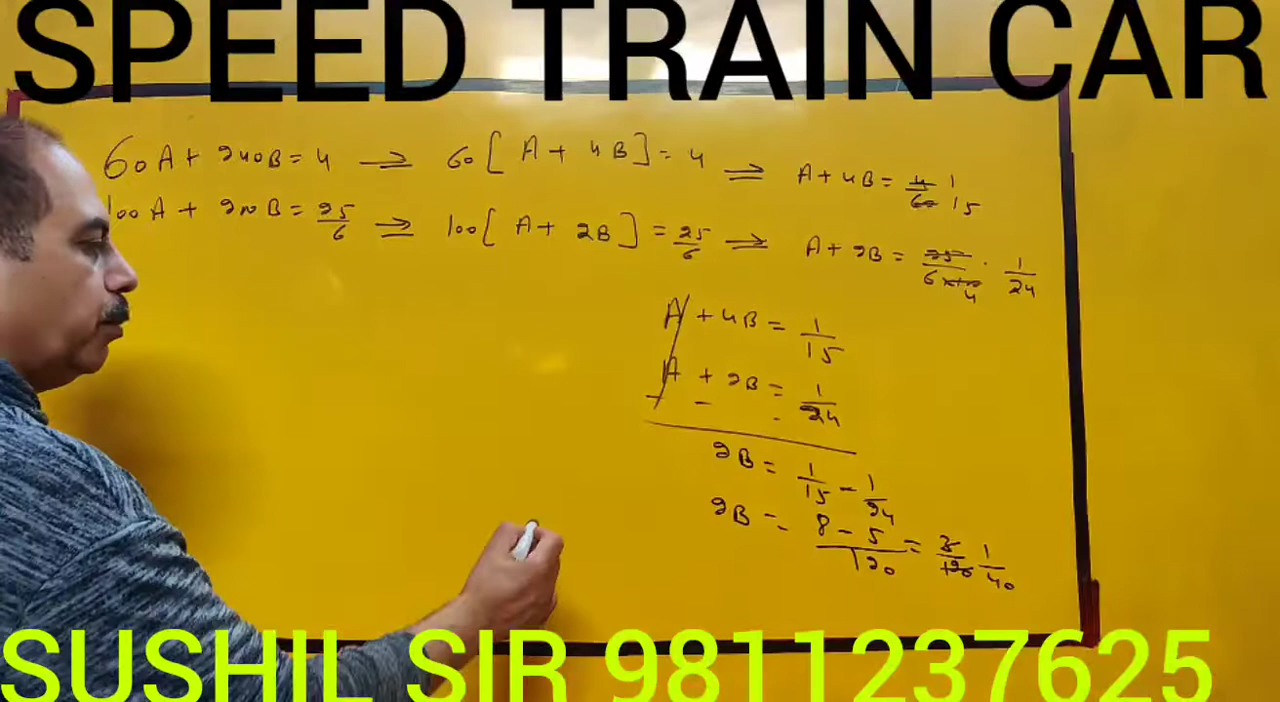 SPEED TRAIN CAR
60A + 240B = 4 ⇒ 60[ A + 4B ] = 4 ⇒ A + 4B = 4/60 1/15
100A + 200B = 25/6 ⇒ 100[ A + 2B ] = 25/6 ⇒ A + 2B = 25/6×100 4 · 1/24
A + 4B = 1/15
A + 2B = 1/24
- - -
2B = 1/15 - 1/24
2B = 8 - 5/120 = 3/120 1/40
SUSHIL SIR 9811237625